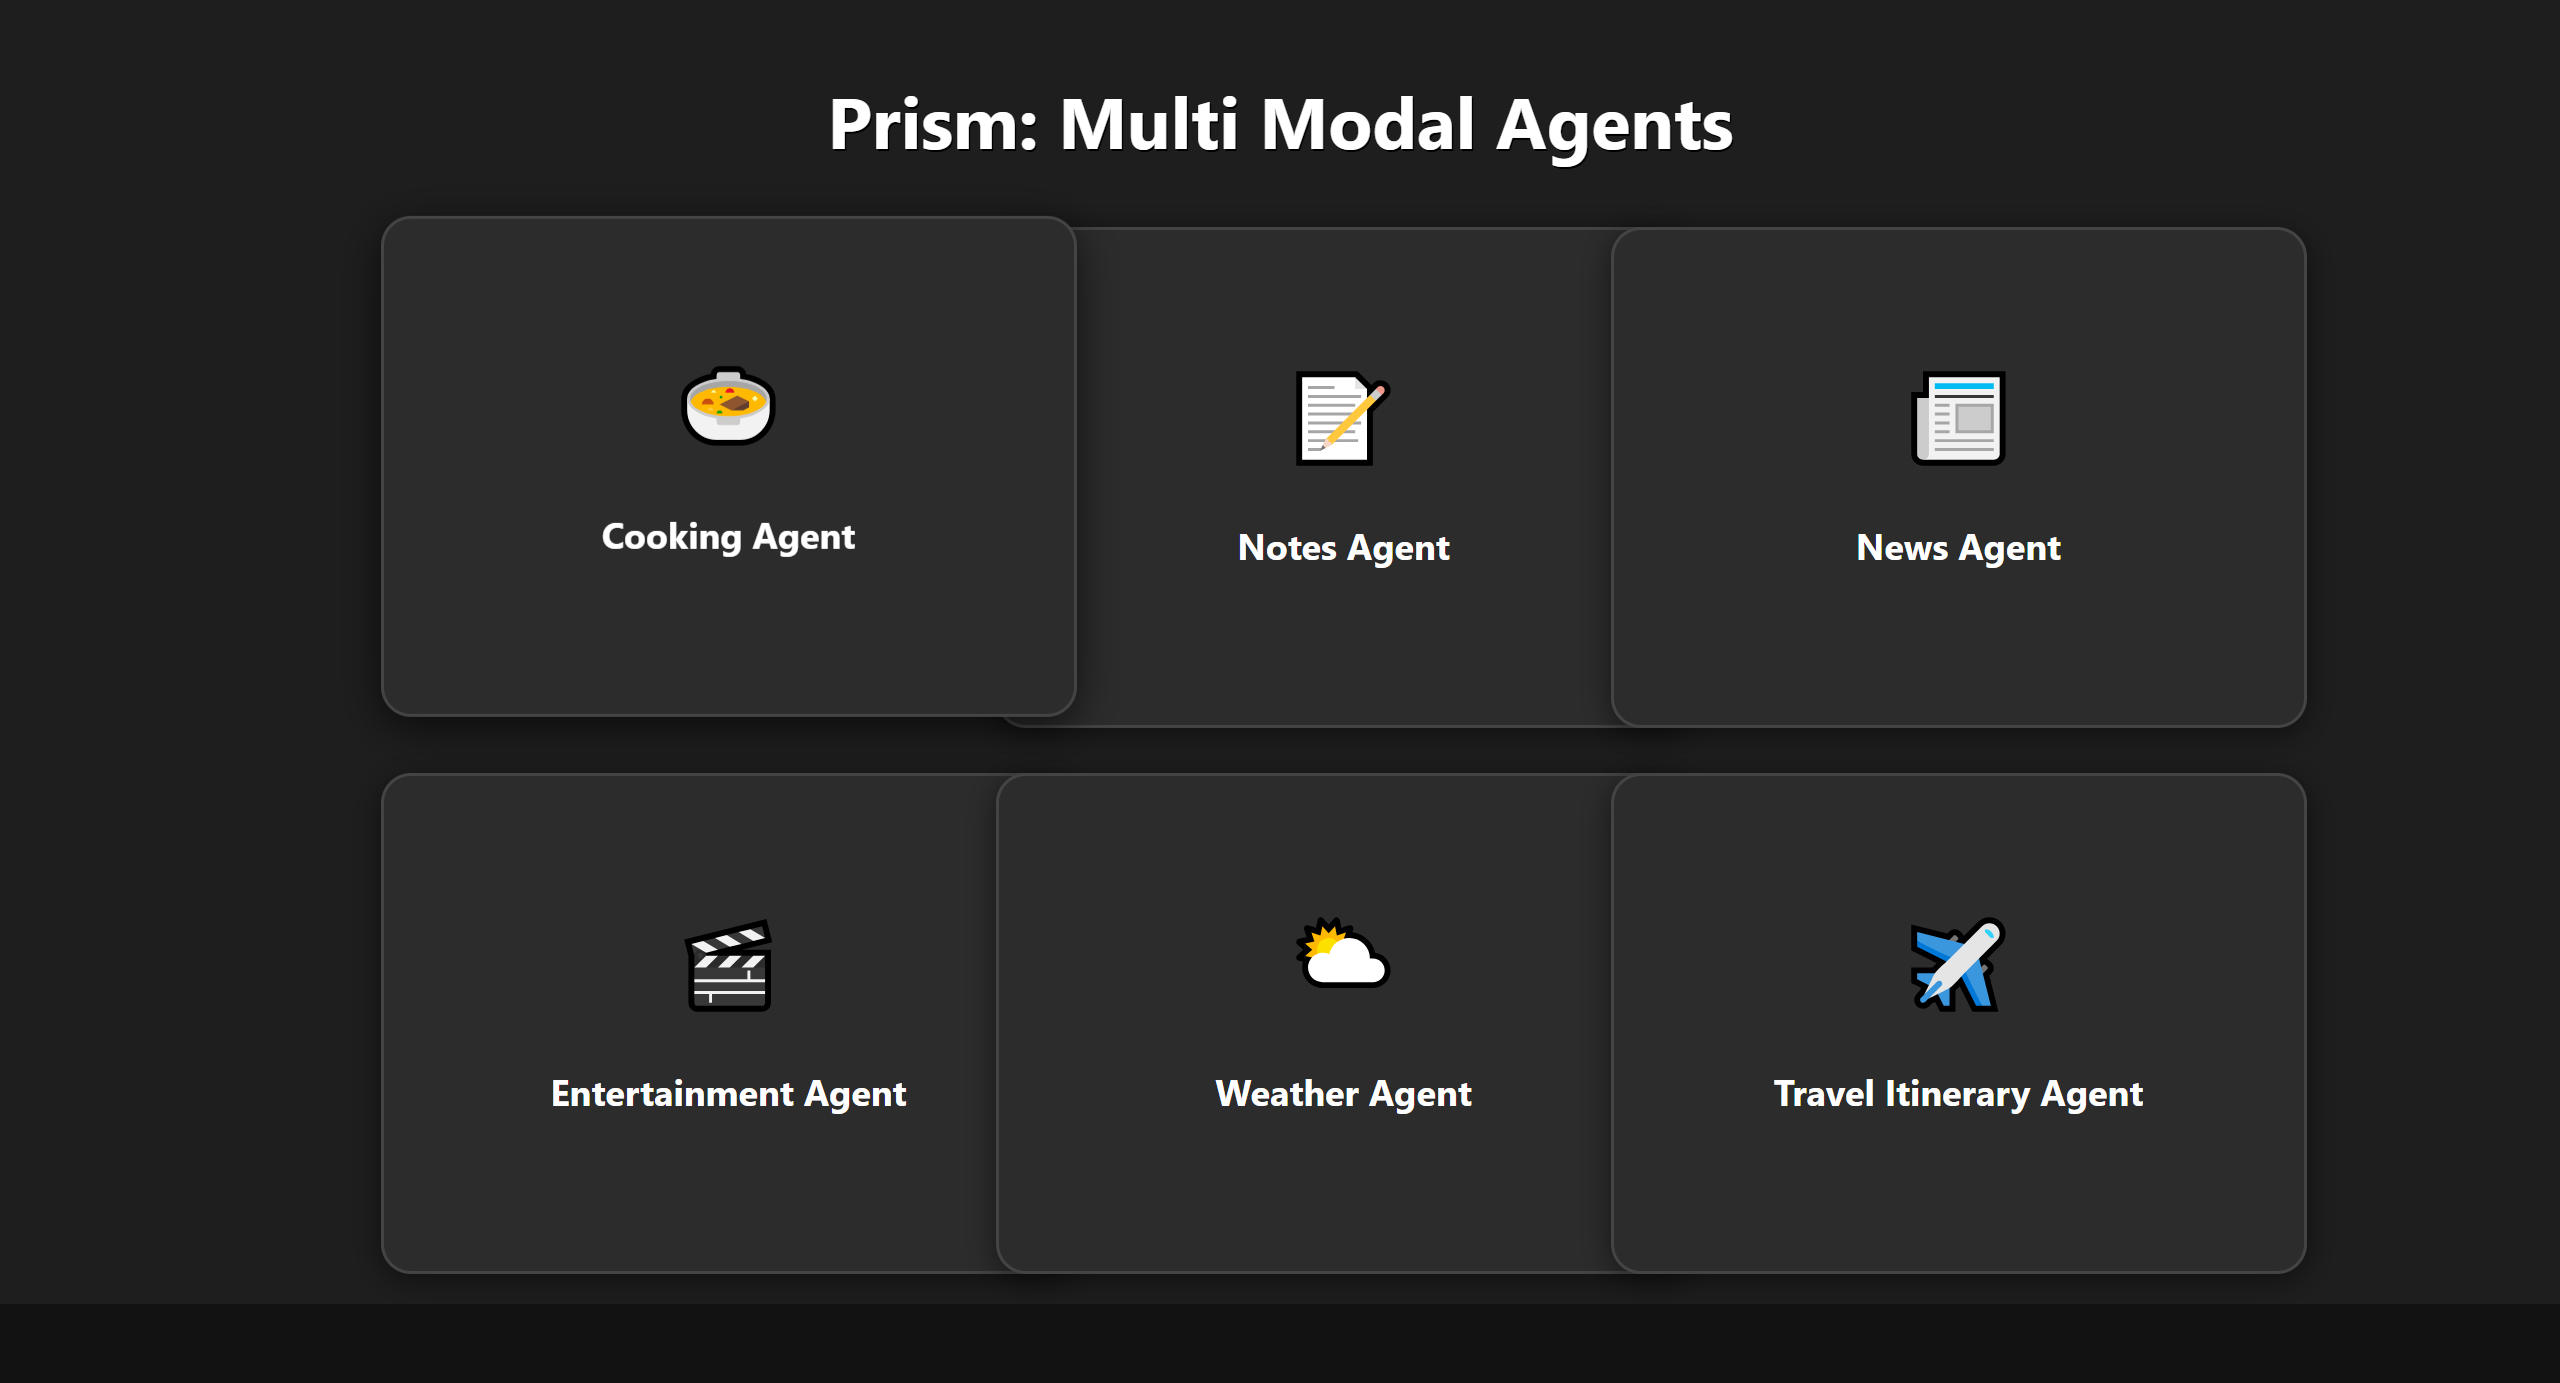 Prism: Multi Modal Agents
Cooking Agent
Notes Agent
News Agent
Entertainment Agent
Weather Agent
Travel Itinerary Agent